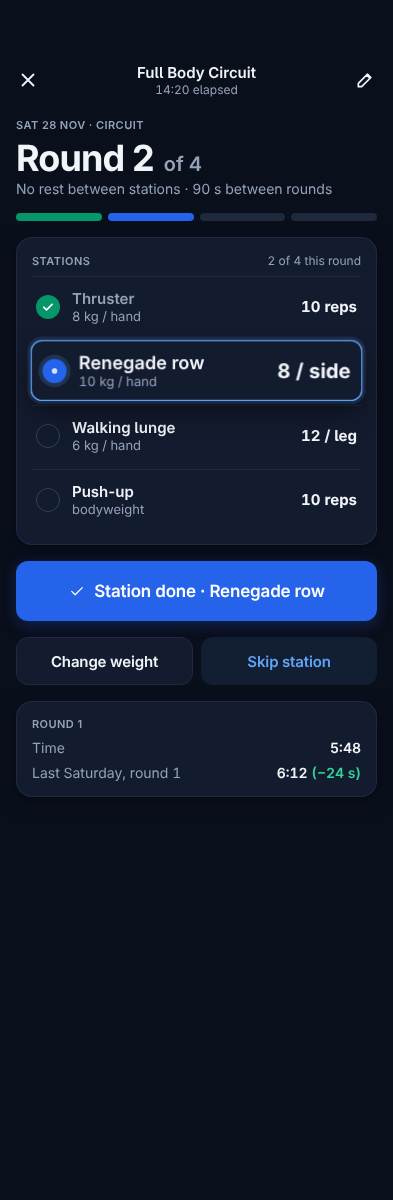 Full Body Circuit
14:20 elapsed
SAT 28 NOV · CIRCUIT
Round 2 of 4
No rest between stations · 90 s between rounds
STATIONS 2 of 4 this round
Thruster
8 kg / hand
10 reps
Renegade row
10 kg / hand
8 / side
Walking lunge
6 kg / hand
12 / leg
Push-up
bodyweight
10 reps
Station done · Renegade row
Change weight
Skip station
ROUND 1
Time 5:48
Last Saturday, round 1 6:12 (−24 s)